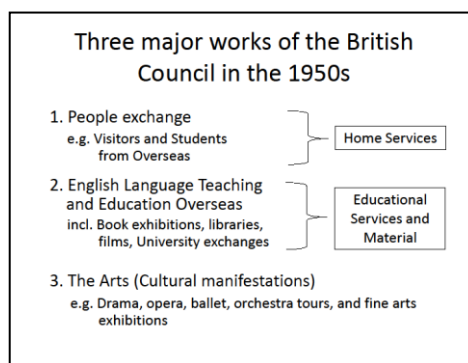 Three major works of the British
Council in the 1950s
1. People exchange
e.g. Visitors and Students
from Overseas
Home Services
2. English Language Teaching
and Education Overseas
incl. Book exhibitions, libraries,
films, University exchanges
Educational
Services and
Material
3. The Arts (Cultural manifestations)
e.g. Drama, opera, ballet, orchestra tours, and fine arts
exhibitions